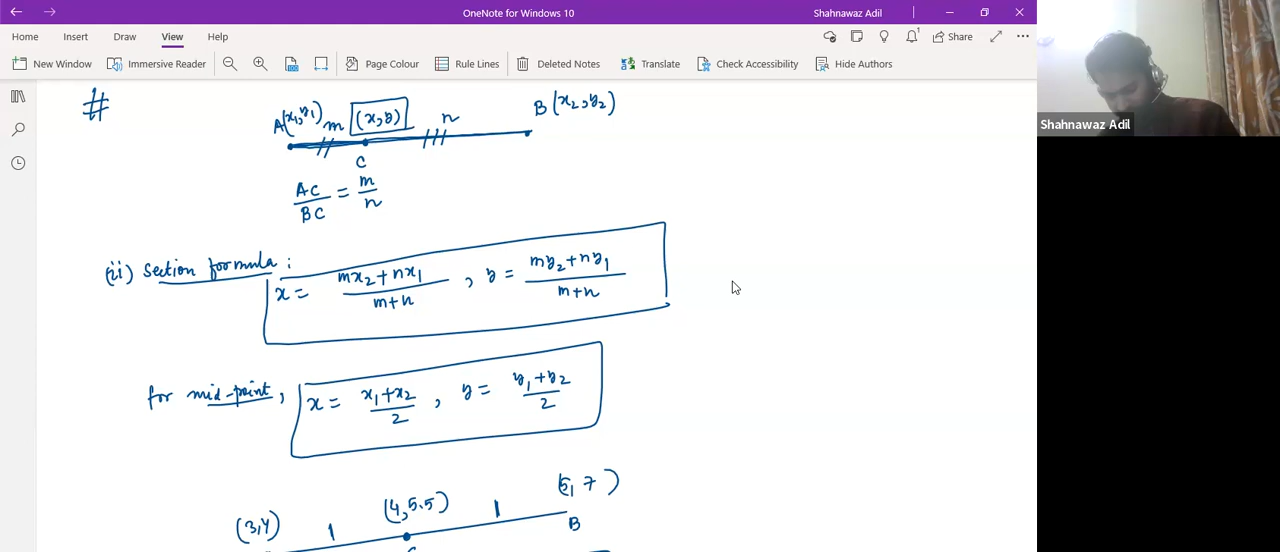 OneNote for Windows 10
Shahnawaz Adil
Home Insert Draw View Help
1 Share
New Window Immersive Reader Page Colour Rule Lines Deleted Notes Translate Check Accessibility Hide Authors
Shahnawaz Adil
#
A(x₁,y₁) m (x,y) n B(x₂,y₂)
C
AC/BC = m/n
(ii) Section formula:
x = mx₂+nx₁/m+n , y = my₂+ny₁/m+n
for mid-point, x = x₁+x₂/2 , y = y₁+y₂/2
(3,4) 1 (4,5.5) 1 (5,7)
B